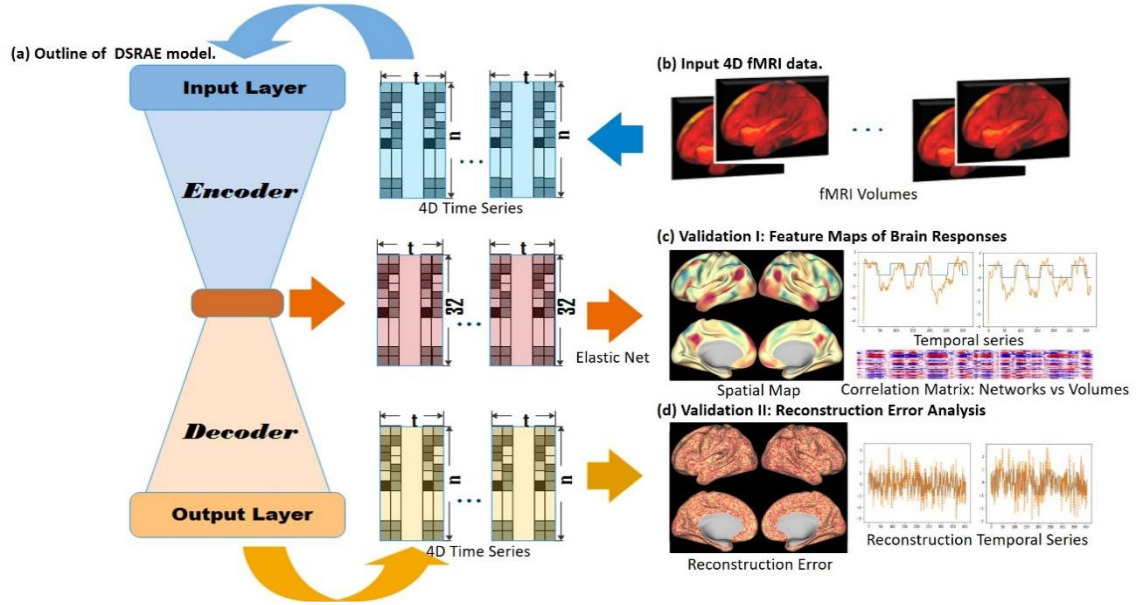 (a) Outline of DSRAE model.
Input Layer
Encoder
Decoder
Output Layer
t
t
n
n
...
4D Time Series
t
t
32
32
...
Elastic Net
t
t
n
n
...
4D Time Series
(b) Input 4D fMRI data.
...
fMRI Volumes
(c) Validation I: Feature Maps of Brain Responses
Spatial Map
Temporal series
Correlation Matrix: Networks vs Volumes
(d) Validation II: Reconstruction Error Analysis
Reconstruction Error
Reconstruction Temporal Series